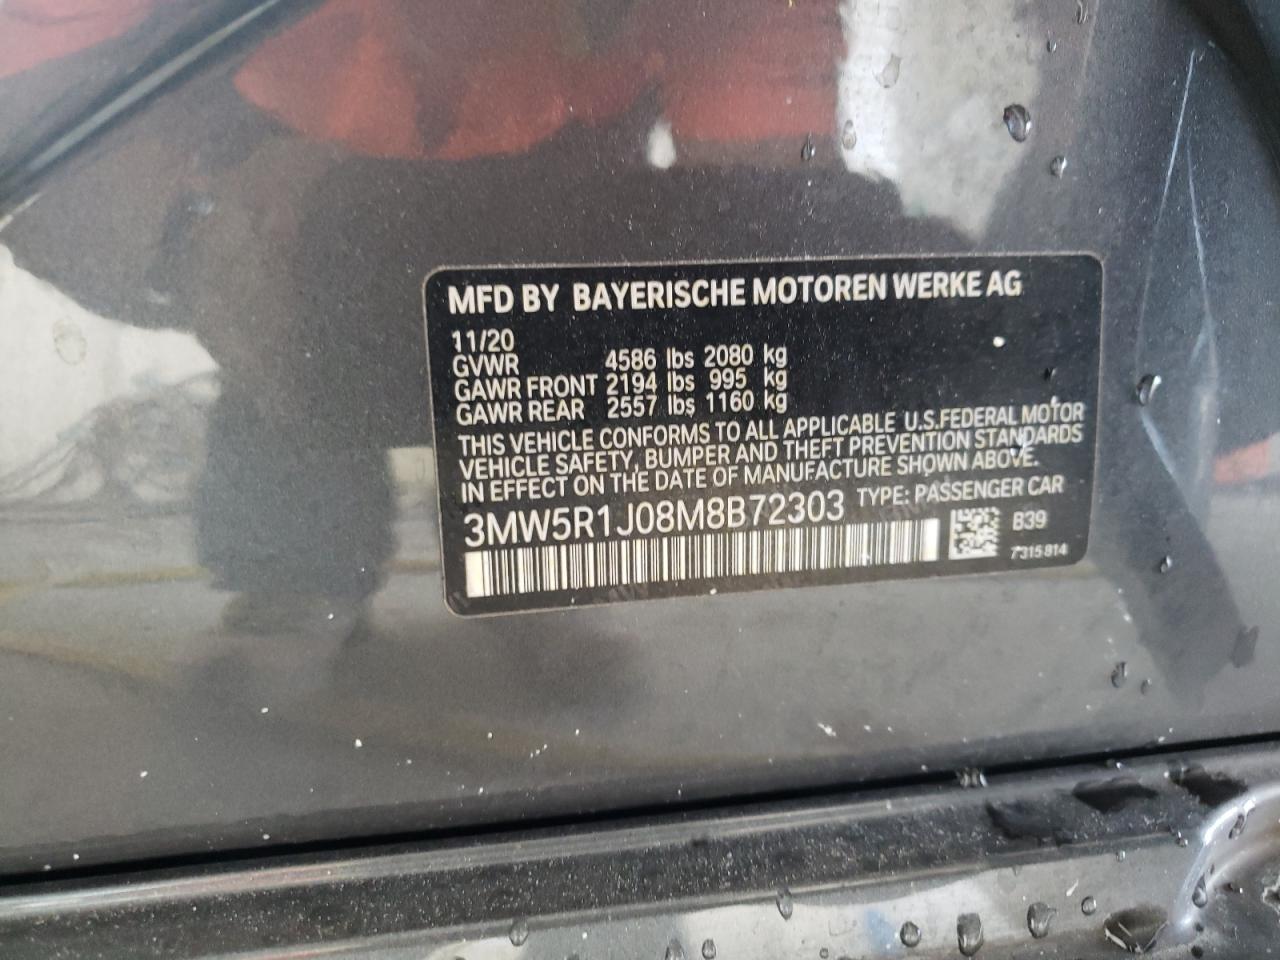 MFD BY BAYERISCHE MOTOREN WERKE AG
11/20
GVWR 4586 lbs 2080 kg
GAWR FRONT 2194 lbs 995 kg
GAWR REAR 2557 lbs 1160 kg
THIS VEHICLE CONFORMS TO ALL APPLICABLE U.S.FEDERAL MOTOR
VEHICLE SAFETY, BUMPER AND THEFT PREVENTION STANDARDS
IN EFFECT ON THE DATE OF MANUFACTURE SHOWN ABOVE.
3MW5R1J08M8B72303 TYPE: PASSENGER CAR
B39
7315814